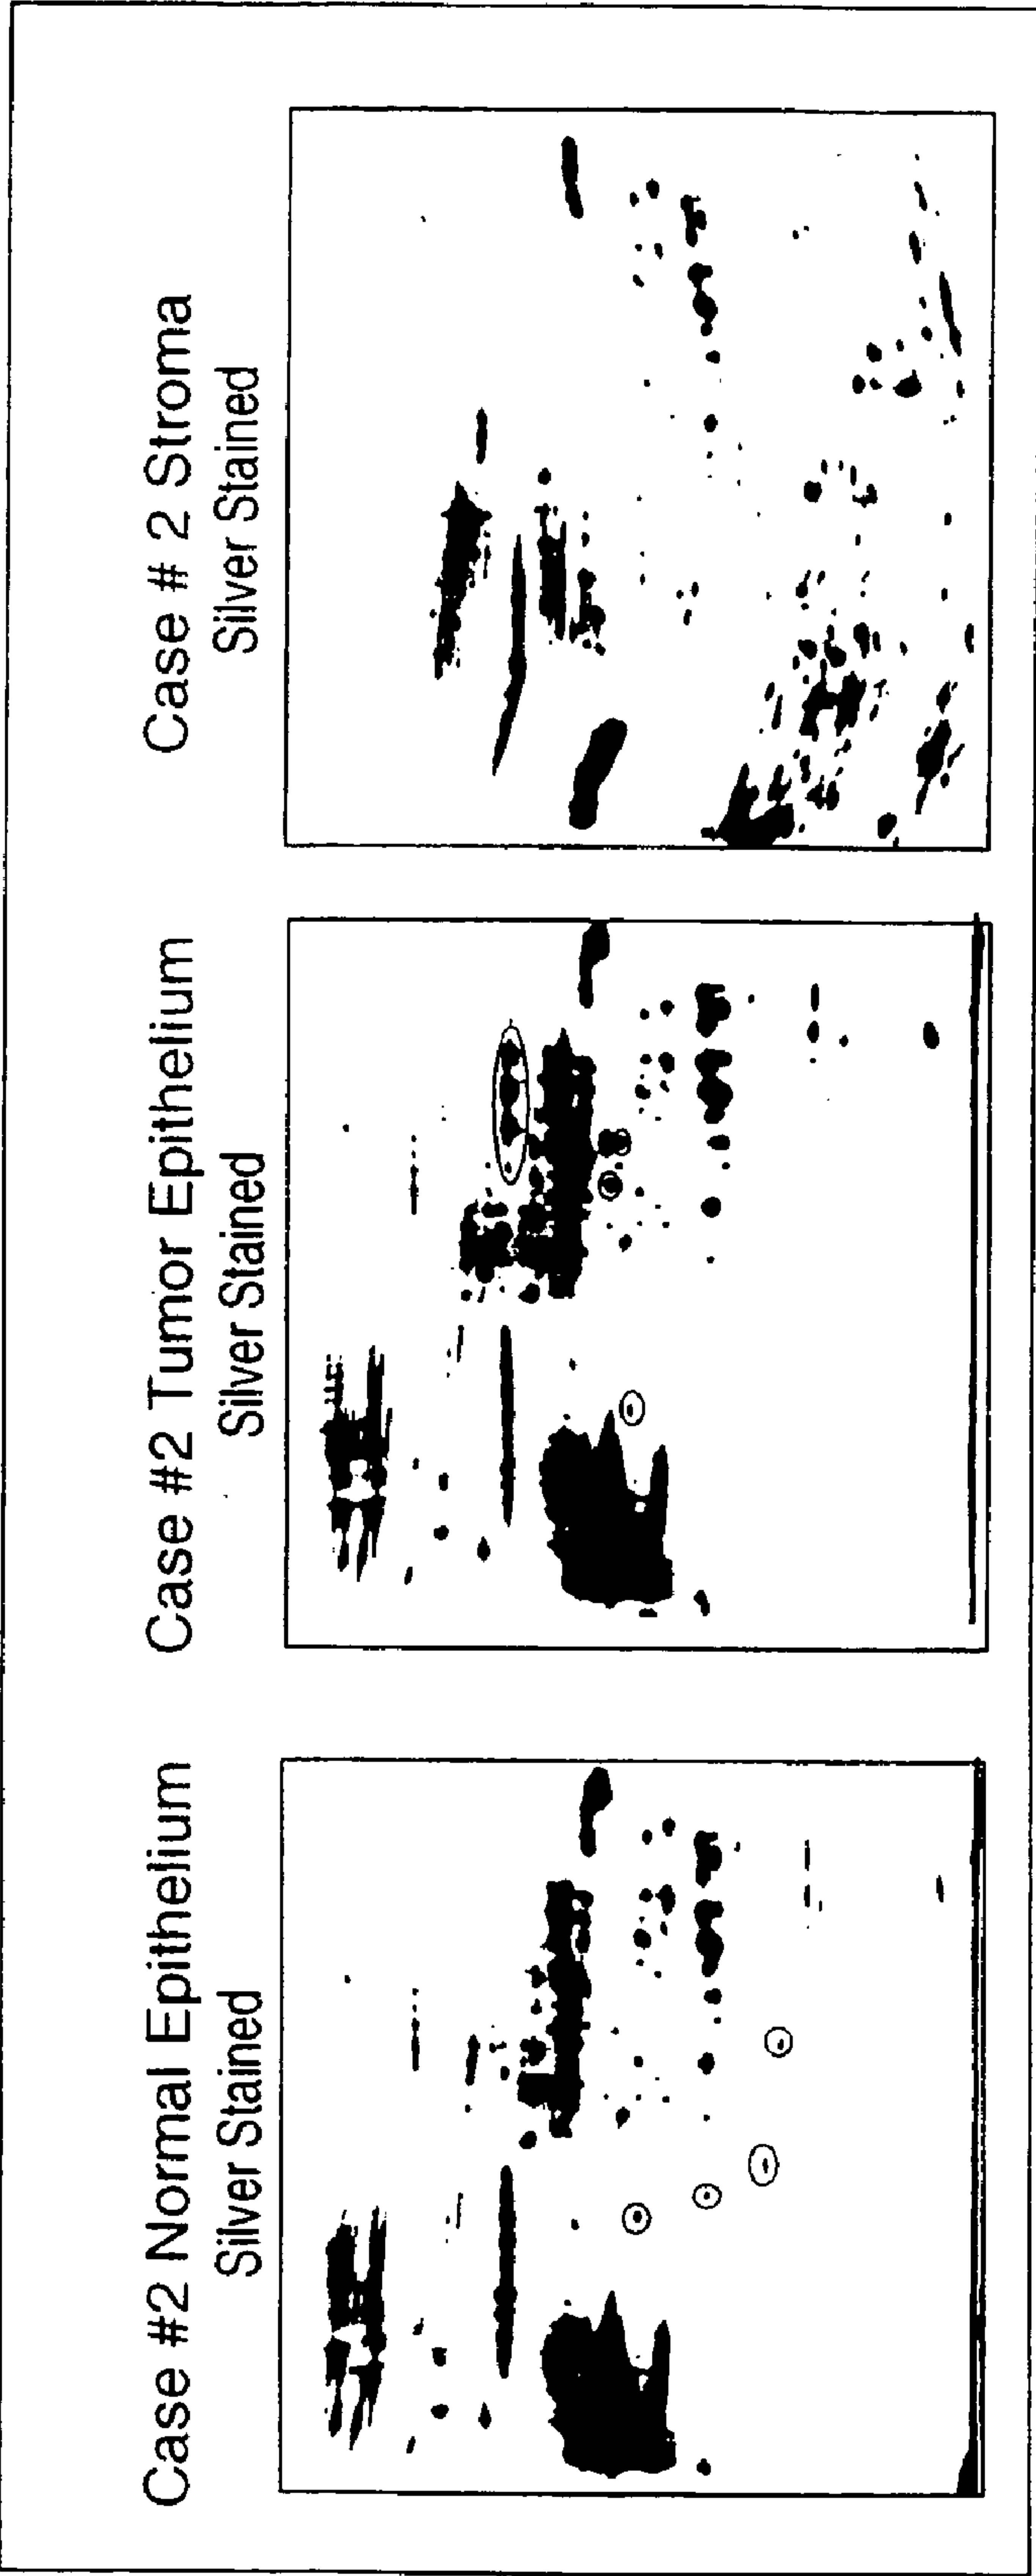 Case #2 Normal Epithelium
Silver Stained
Case #2 Tumor Epithelium
Silver Stained
Case # 2 Stroma
Silver Stained